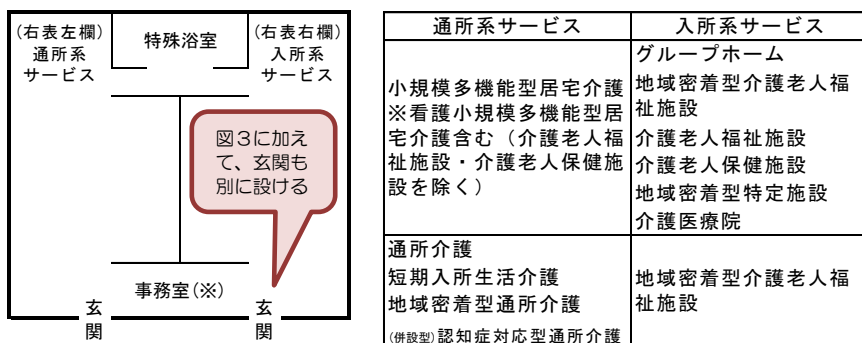 (右表左欄)
通所系
サービス
特殊浴室
(右表右欄)
入所系
サービス
図3に加え
て、玄関も
別に設ける
事務室(※)
玄関
玄関
通所系サービス
入所系サービス
小規模多機能型居宅介護
※看護小規模多機能型居
宅介護含む(介護老人福
祉施設・介護老人保健施
設を除く)
グループホーム
地域密着型介護老人福
祉施設
介護老人福祉施設
介護老人保健施設
地域密着型特定施設
介護医療院
通所介護
短期入所生活介護
地域密着型通所介護
(併設型)認知症対応型通所介護
地域密着型介護老人福
祉施設